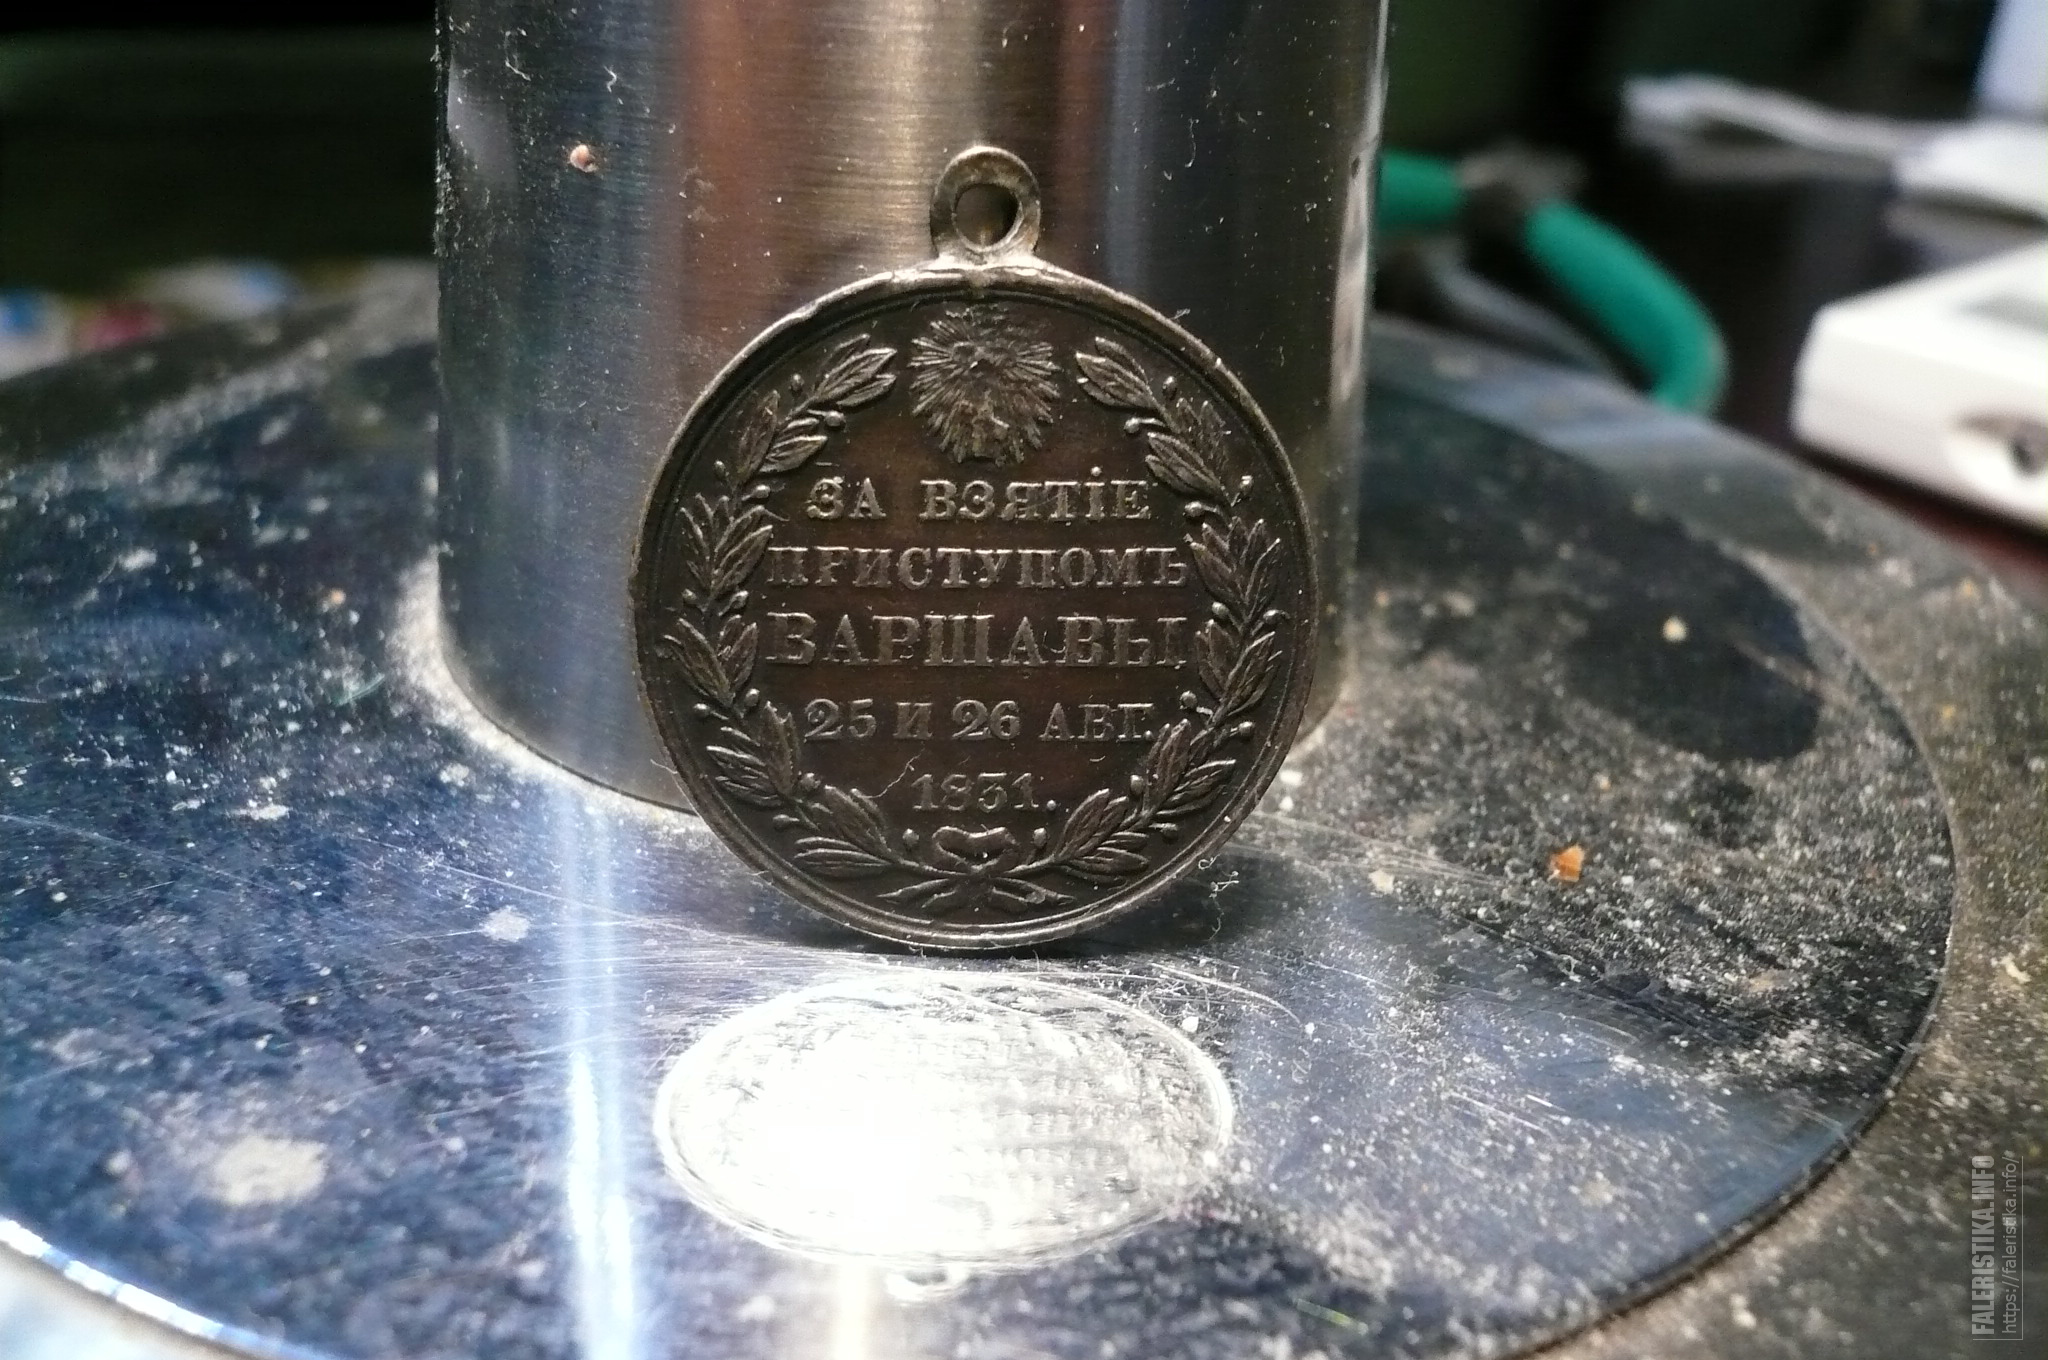 ЗА ВЗЯТІЕ
ПРИСТУПОМЪ
ВАРШАВЫ
25 И 26 АВГ.
1831.
FALERISTIKA.INFO
https://faleristika.info/